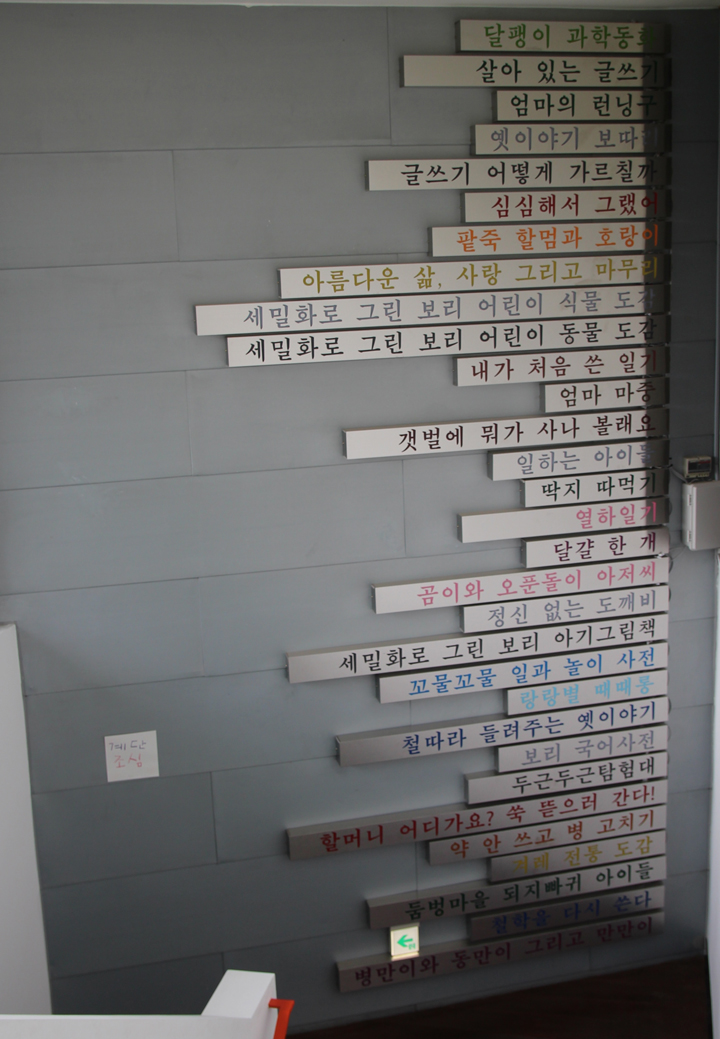 달팽이 과학동화
살아 있는 글쓰기
엄마의 런닝구
옛이야기 보따리
글쓰기 어떻게 가르칠까
심심해서 그랬어
팥죽 할멈과 호랑이
아름다운 삶, 사랑 그리고 마무리
세밀화로 그린 보리 어린이 식물 도감
세밀화로 그린 보리 어린이 동물 도감
내가 처음 쓴 일기
엄마 마중
갯벌에 뭐가 사나 볼래요
일하는 아이들
딱지 따먹기
열하일기
달걀 한 개
곰이와 오푼돌이 아저씨
정신 없는 도깨비
세밀화로 그린 보리 아기그림책
꼬물꼬물 일과 놀이 사전
랑랑별 때때롱
철따라 들려주는 옛이야기
보리 국어사전
두근두근탐험대
계단
조심
할머니 어디가요? 쑥 뜯으러 간다!
약 안 쓰고 병 고치기
겨레 전통 도감
둠벙마을 되지빠귀 아이들
철학을 다시 쓴다
병만이와 동만이 그리고 만만이